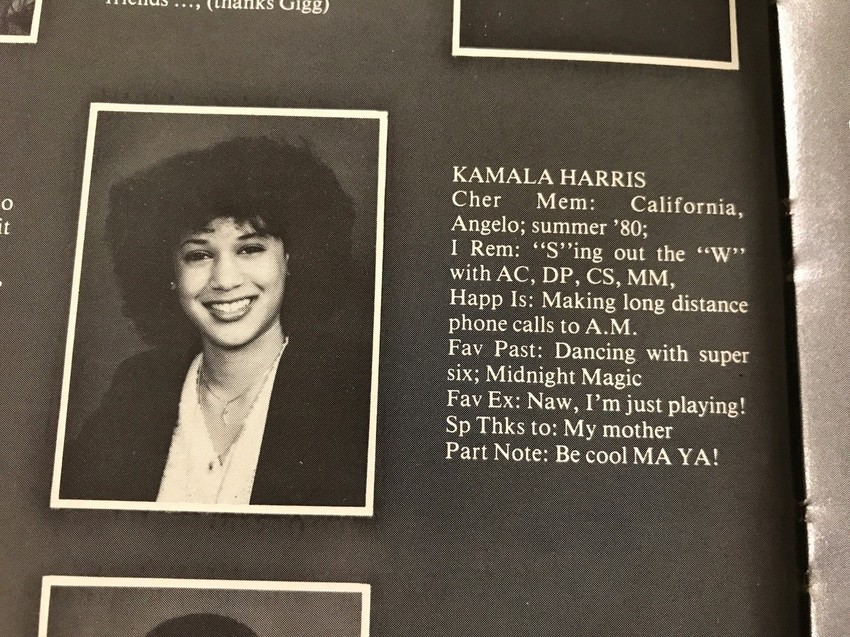 friends ..., (thanks Gigg)
KAMALA HARRIS
Cher Mem: California,
Angelo; summer '80;
I Rem: "S"ing out the "W"
with AC, DP, CS, MM,
Happ Is: Making long distance
phone calls to A.M.
Fav Past: Dancing with super
six; Midnight Magic
Fav Ex: Naw, I'm just playing!
Sp Thks to: My mother
Part Note: Be cool MA YA!